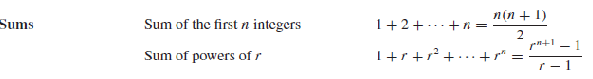 Sums Sum of the first n integers 1 + 2 + ··· + n = n(n + 1) / 2
Sum of powers of r 1 + r + r² + ··· + rⁿ = rⁿ⁺¹ − 1 / r − 1